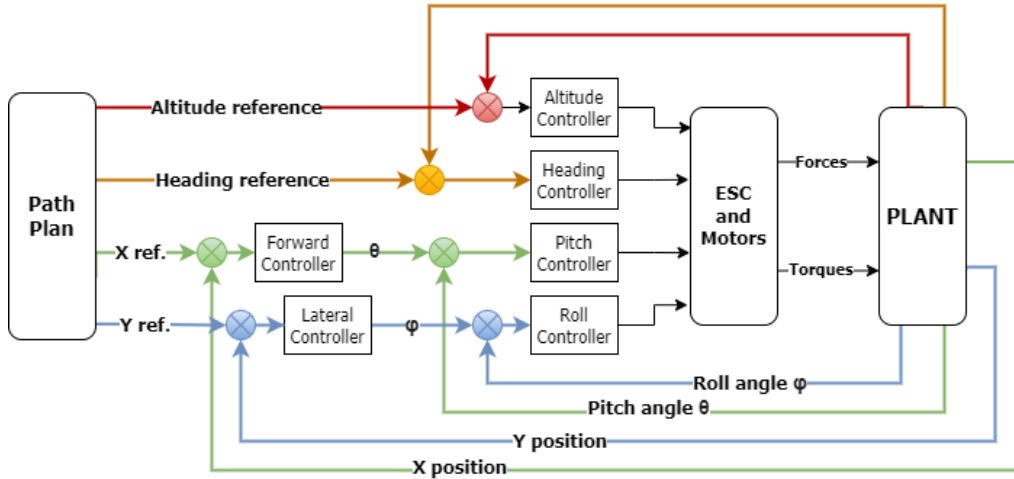 Altitude reference
Altitude
Controller
Heading reference
Heading
Controller
Path
Plan
ESC
and
Motors
Forces
PLANT
X ref.
Forward
Controller
θ
Pitch
Controller
Torques
Y ref.
Lateral
Controller
φ
Roll
Controller
Roll angle φ
Pitch angle θ
Y position
X position